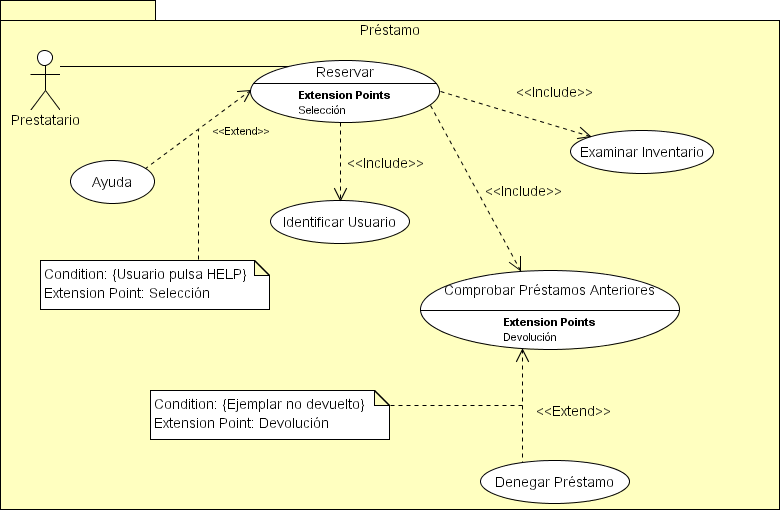 Préstamo
Prestatario
Reservar
Extension Points
Selección
<<Include>>
<<Extend>>
Examinar Inventario
<<Include>>
Ayuda
<<Include>>
Identificar Usuario
Condition: {Usuario pulsa HELP}
Extension Point: Selección
Comprobar Préstamos Anteriores
Extension Points
Devolución
Condition: {Ejemplar no devuelto}
Extension Point: Devolución
<<Extend>>
Denegar Préstamo